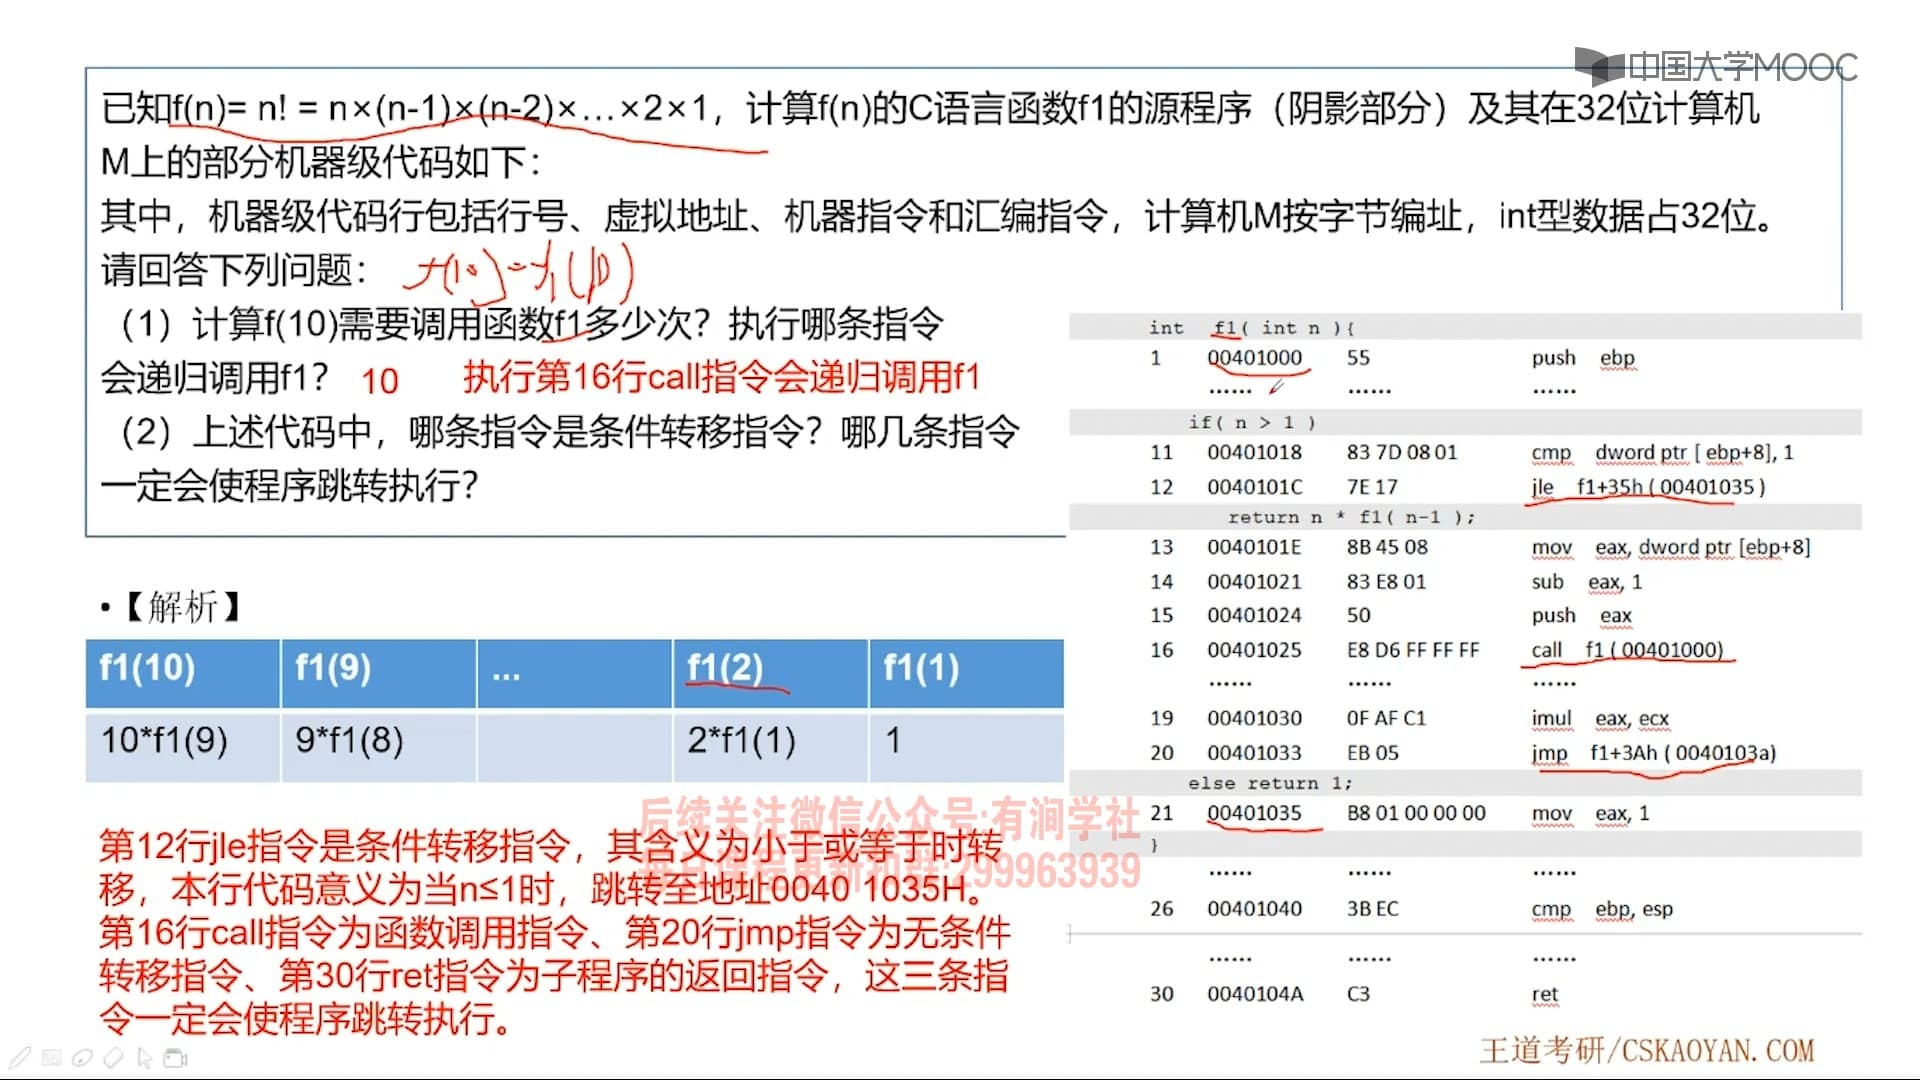 中国大学MOOC
已知f(n)= n! = n×(n-1)×(n-2)×…×2×1，计算f(n)的C语言函数f1的源程序（阴影部分）及其在32位计算机
M上的部分机器级代码如下：
其中，机器级代码行包括行号、虚拟地址、机器指令和汇编指令，计算机M按字节编址，int型数据占32位。
请回答下列问题：
（1）计算f(10)需要调用函数f1多少次？执行哪条指令
会递归调用f1？ 10 执行第16行call指令会递归调用f1
（2）上述代码中，哪条指令是条件转移指令？哪几条指令
一定会使程序跳转执行？
int f1( int n ){
1 00401000 55 push ebp
…… …… ……
if( n > 1 )
11 00401018 83 7D 08 01 cmp dword ptr [ ebp+8], 1
12 0040101C 7E 17 jle f1+35h ( 00401035 )
return n * f1( n-1 );
13 0040101E 8B 45 08 mov eax, dword ptr [ebp+8]
14 00401021 83 E8 01 sub eax, 1
15 00401024 50 push eax
16 00401025 E8 D6 FF FF FF call f1 ( 00401000)
…… …… ……
19 00401030 0F AF C1 imul eax, ecx
20 00401033 EB 05 jmp f1+3Ah ( 0040103a)
else return 1;
21 00401035 B8 01 00 00 00 mov eax, 1
}
…… …… ……
26 00401040 3B EC cmp ebp, esp
…… …… ……
30 0040104A C3 ret
•【解析】
f1(10) f1(9) ... f1(2) f1(1)
10*f1(9) 9*f1(8) 2*f1(1) 1
后续关注微信公众号:有涧学社
第12行jle指令是条件转移指令，其含义为小于或等于时转
移，本行代码意义为当n≤1时，跳转至地址0040 1035H。
第16行call指令为函数调用指令、第20行jmp指令为无条件
转移指令、第30行ret指令为子程序的返回指令，这三条指
令一定会使程序跳转执行。
299963939
王道考研/CSKAOYAN.COM